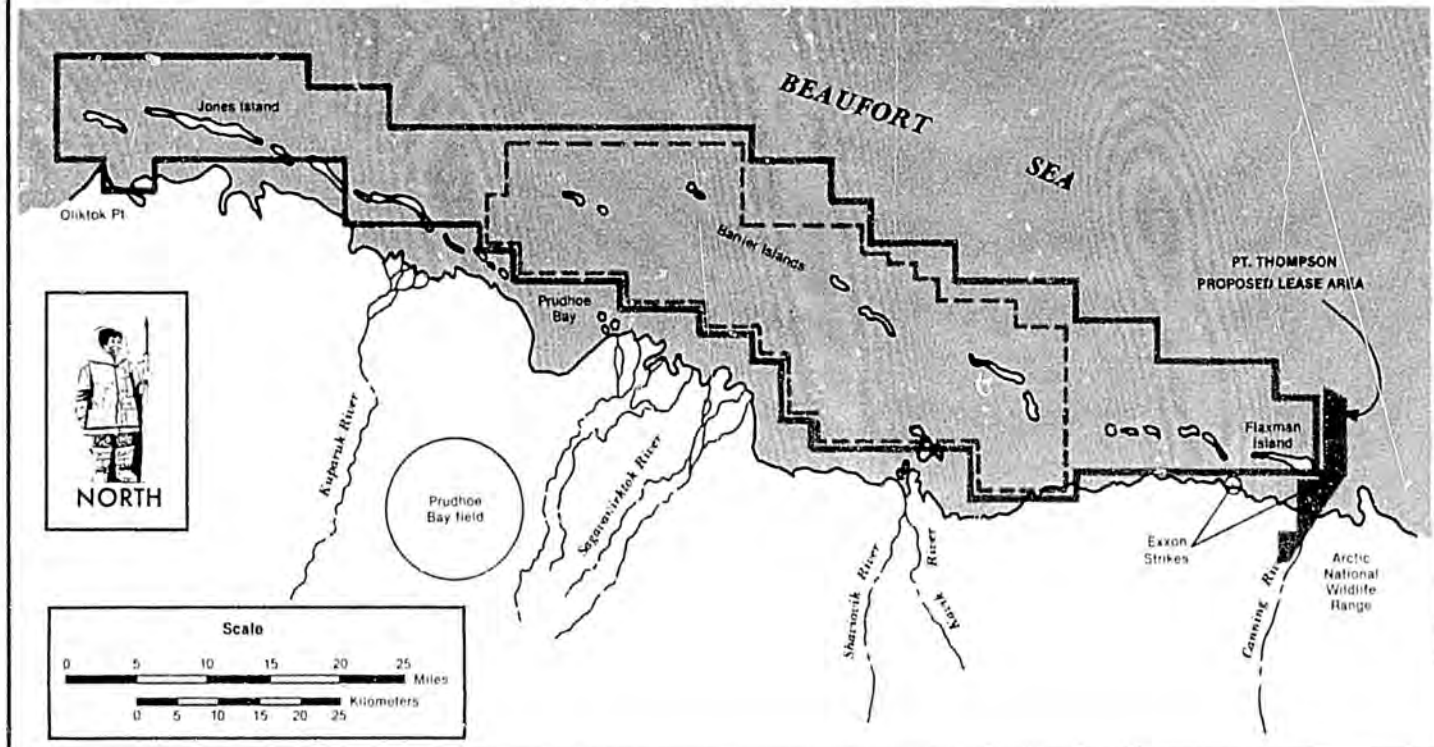 BEAUFORT
SEA
Jones Island
Oliktok Pt.
Barrier Islands
PT. THOMPSON
PROPOSED LEASE AREA
Prudhoe
Bay
Flaxman
Island
NORTH
Kuparuk River
Prudhoe
Bay field
Sagavanirktok River
Shaviovik River
Kavik River
Exxon
Strikes
Canning Riv
Arctic
National
Wildlife
Range
Scale
0 5 10 15 20 25
Miles
Kilometers
0 5 10 15 20 25